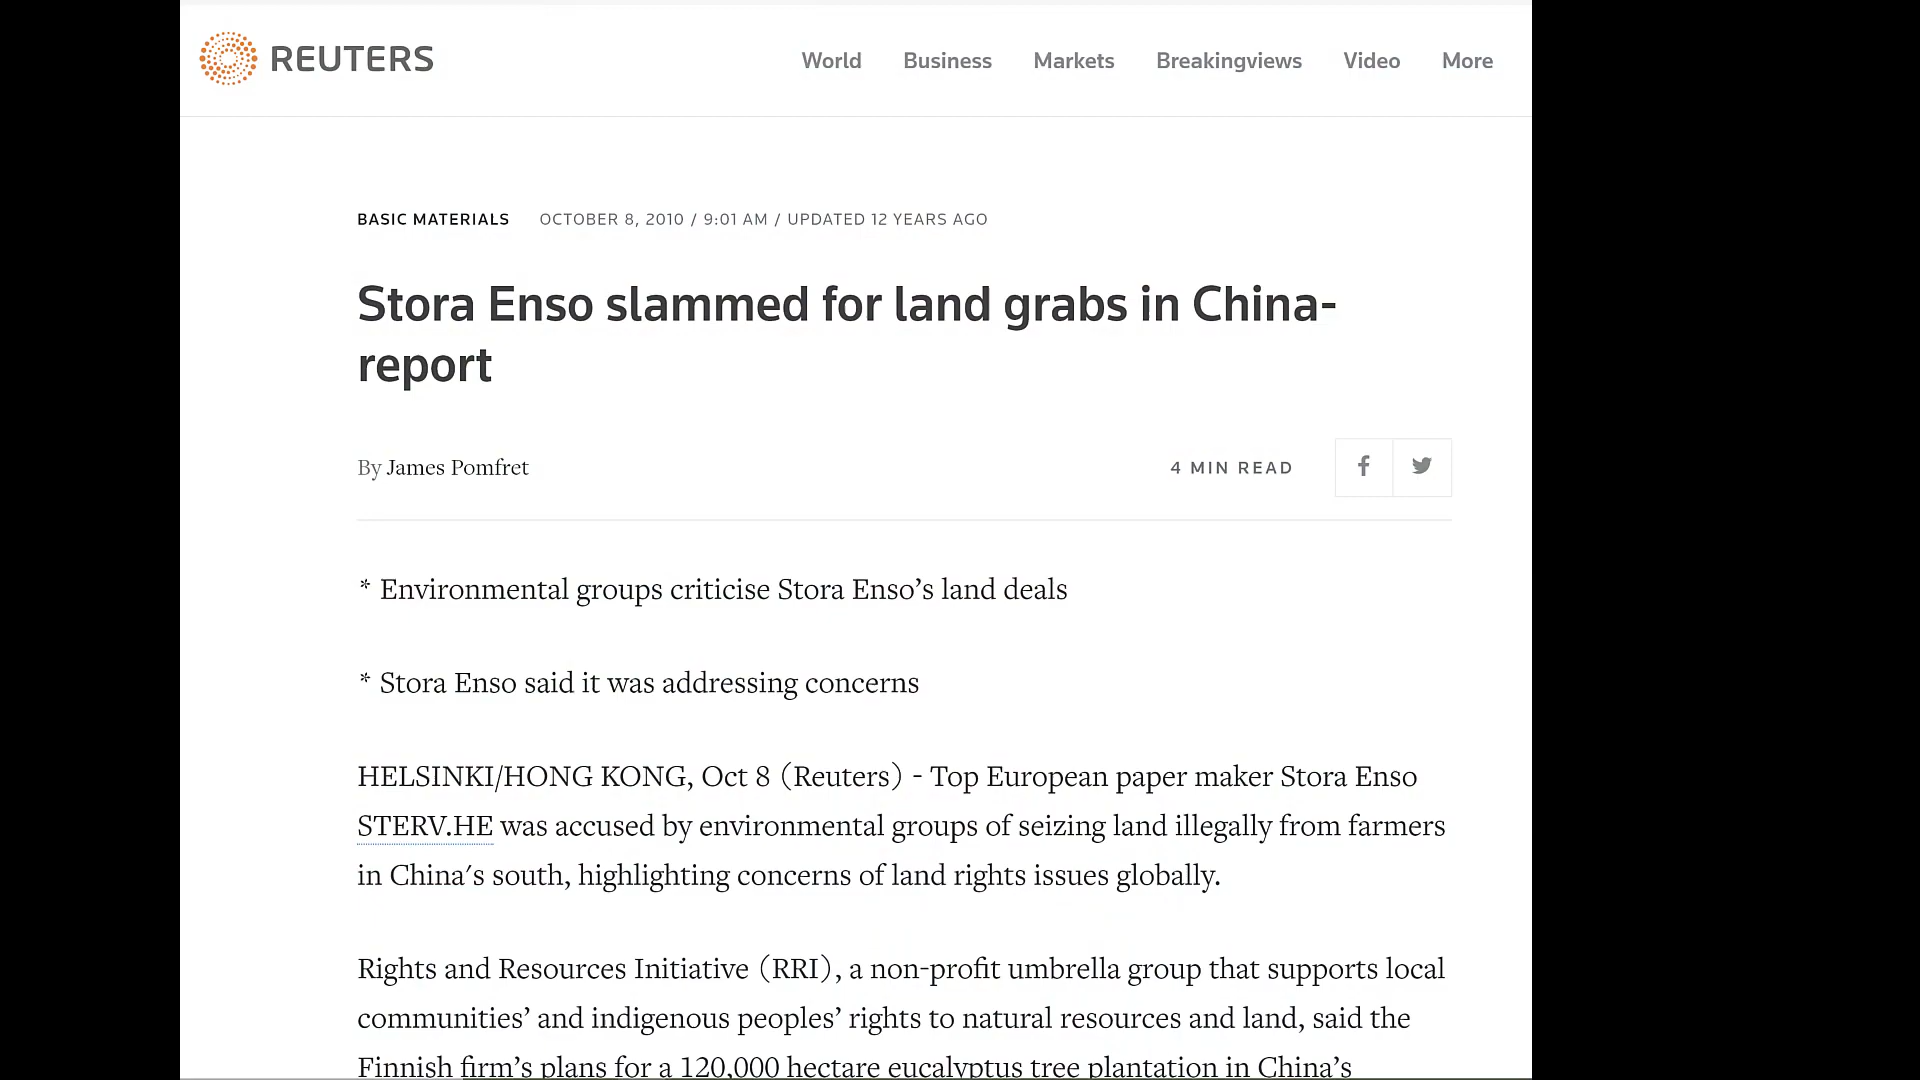 REUTERS
World Business Markets Breakingviews Video More
BASIC MATERIALS OCTOBER 8, 2010 / 9:01 AM / UPDATED 12 YEARS AGO
Stora Enso slammed for land grabs in China-
report
By James Pomfret
4 MIN READ
* Environmental groups criticise Stora Enso’s land deals
* Stora Enso said it was addressing concerns
HELSINKI/HONG KONG, Oct 8 (Reuters) - Top European paper maker Stora Enso
STERV.HE was accused by environmental groups of seizing land illegally from farmers
in China's south, highlighting concerns of land rights issues globally.
Rights and Resources Initiative (RRI), a non-profit umbrella group that supports local
communities’ and indigenous peoples’ rights to natural resources and land, said the
Finnish firm’s plans for a 120,000 hectare eucalyptus tree plantation in China’s